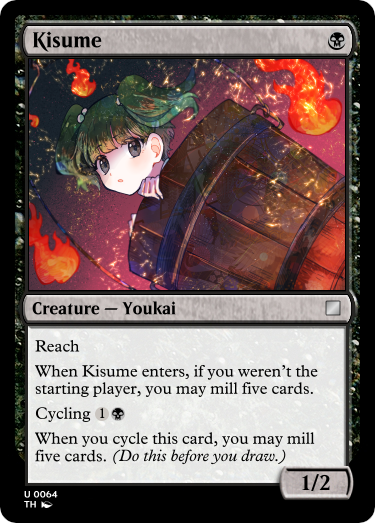 Kisume
Creature — Youkai
Reach
When Kisume enters, if you weren't the
starting player, you may mill five cards.
Cycling 1
When you cycle this card, you may mill
five cards. (Do this before you draw.)
1/2
U 0064
TH